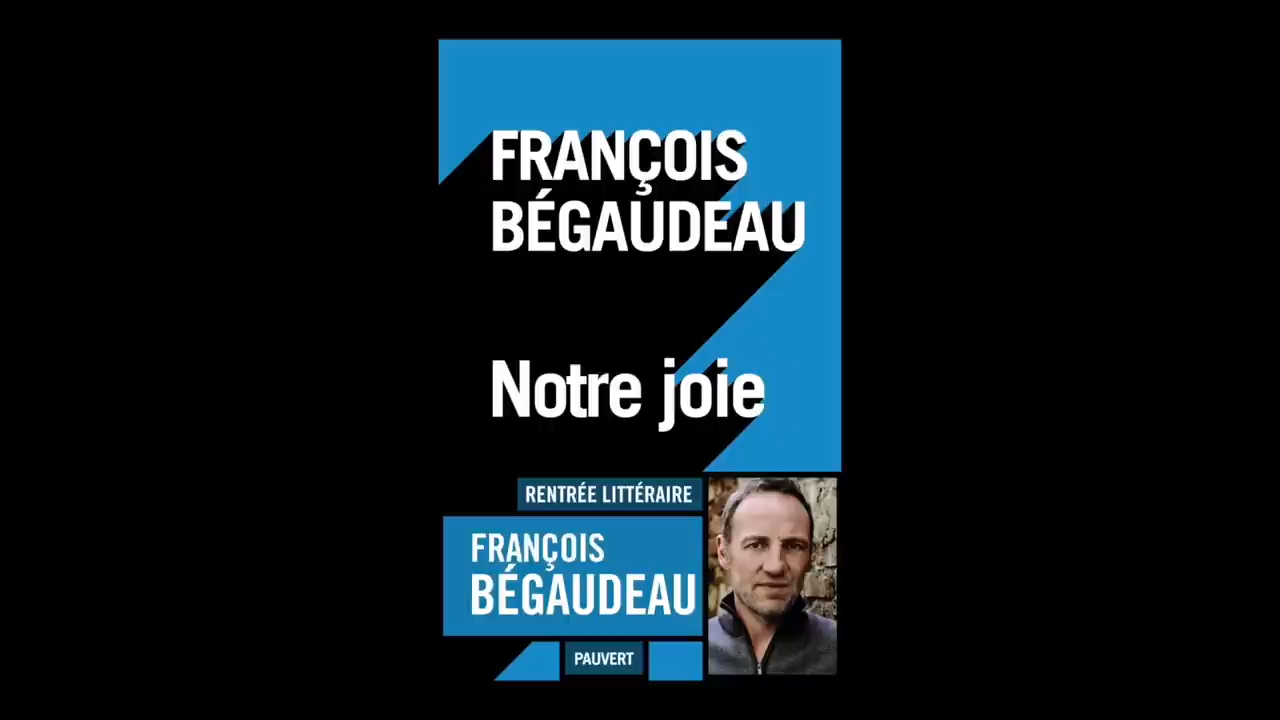 FRANÇOIS
BÉGAUDEAU
Notre joie
RENTRÉE LITTÉRAIRE
FRANÇOIS
BÉGAUDEAU
PAUVERT